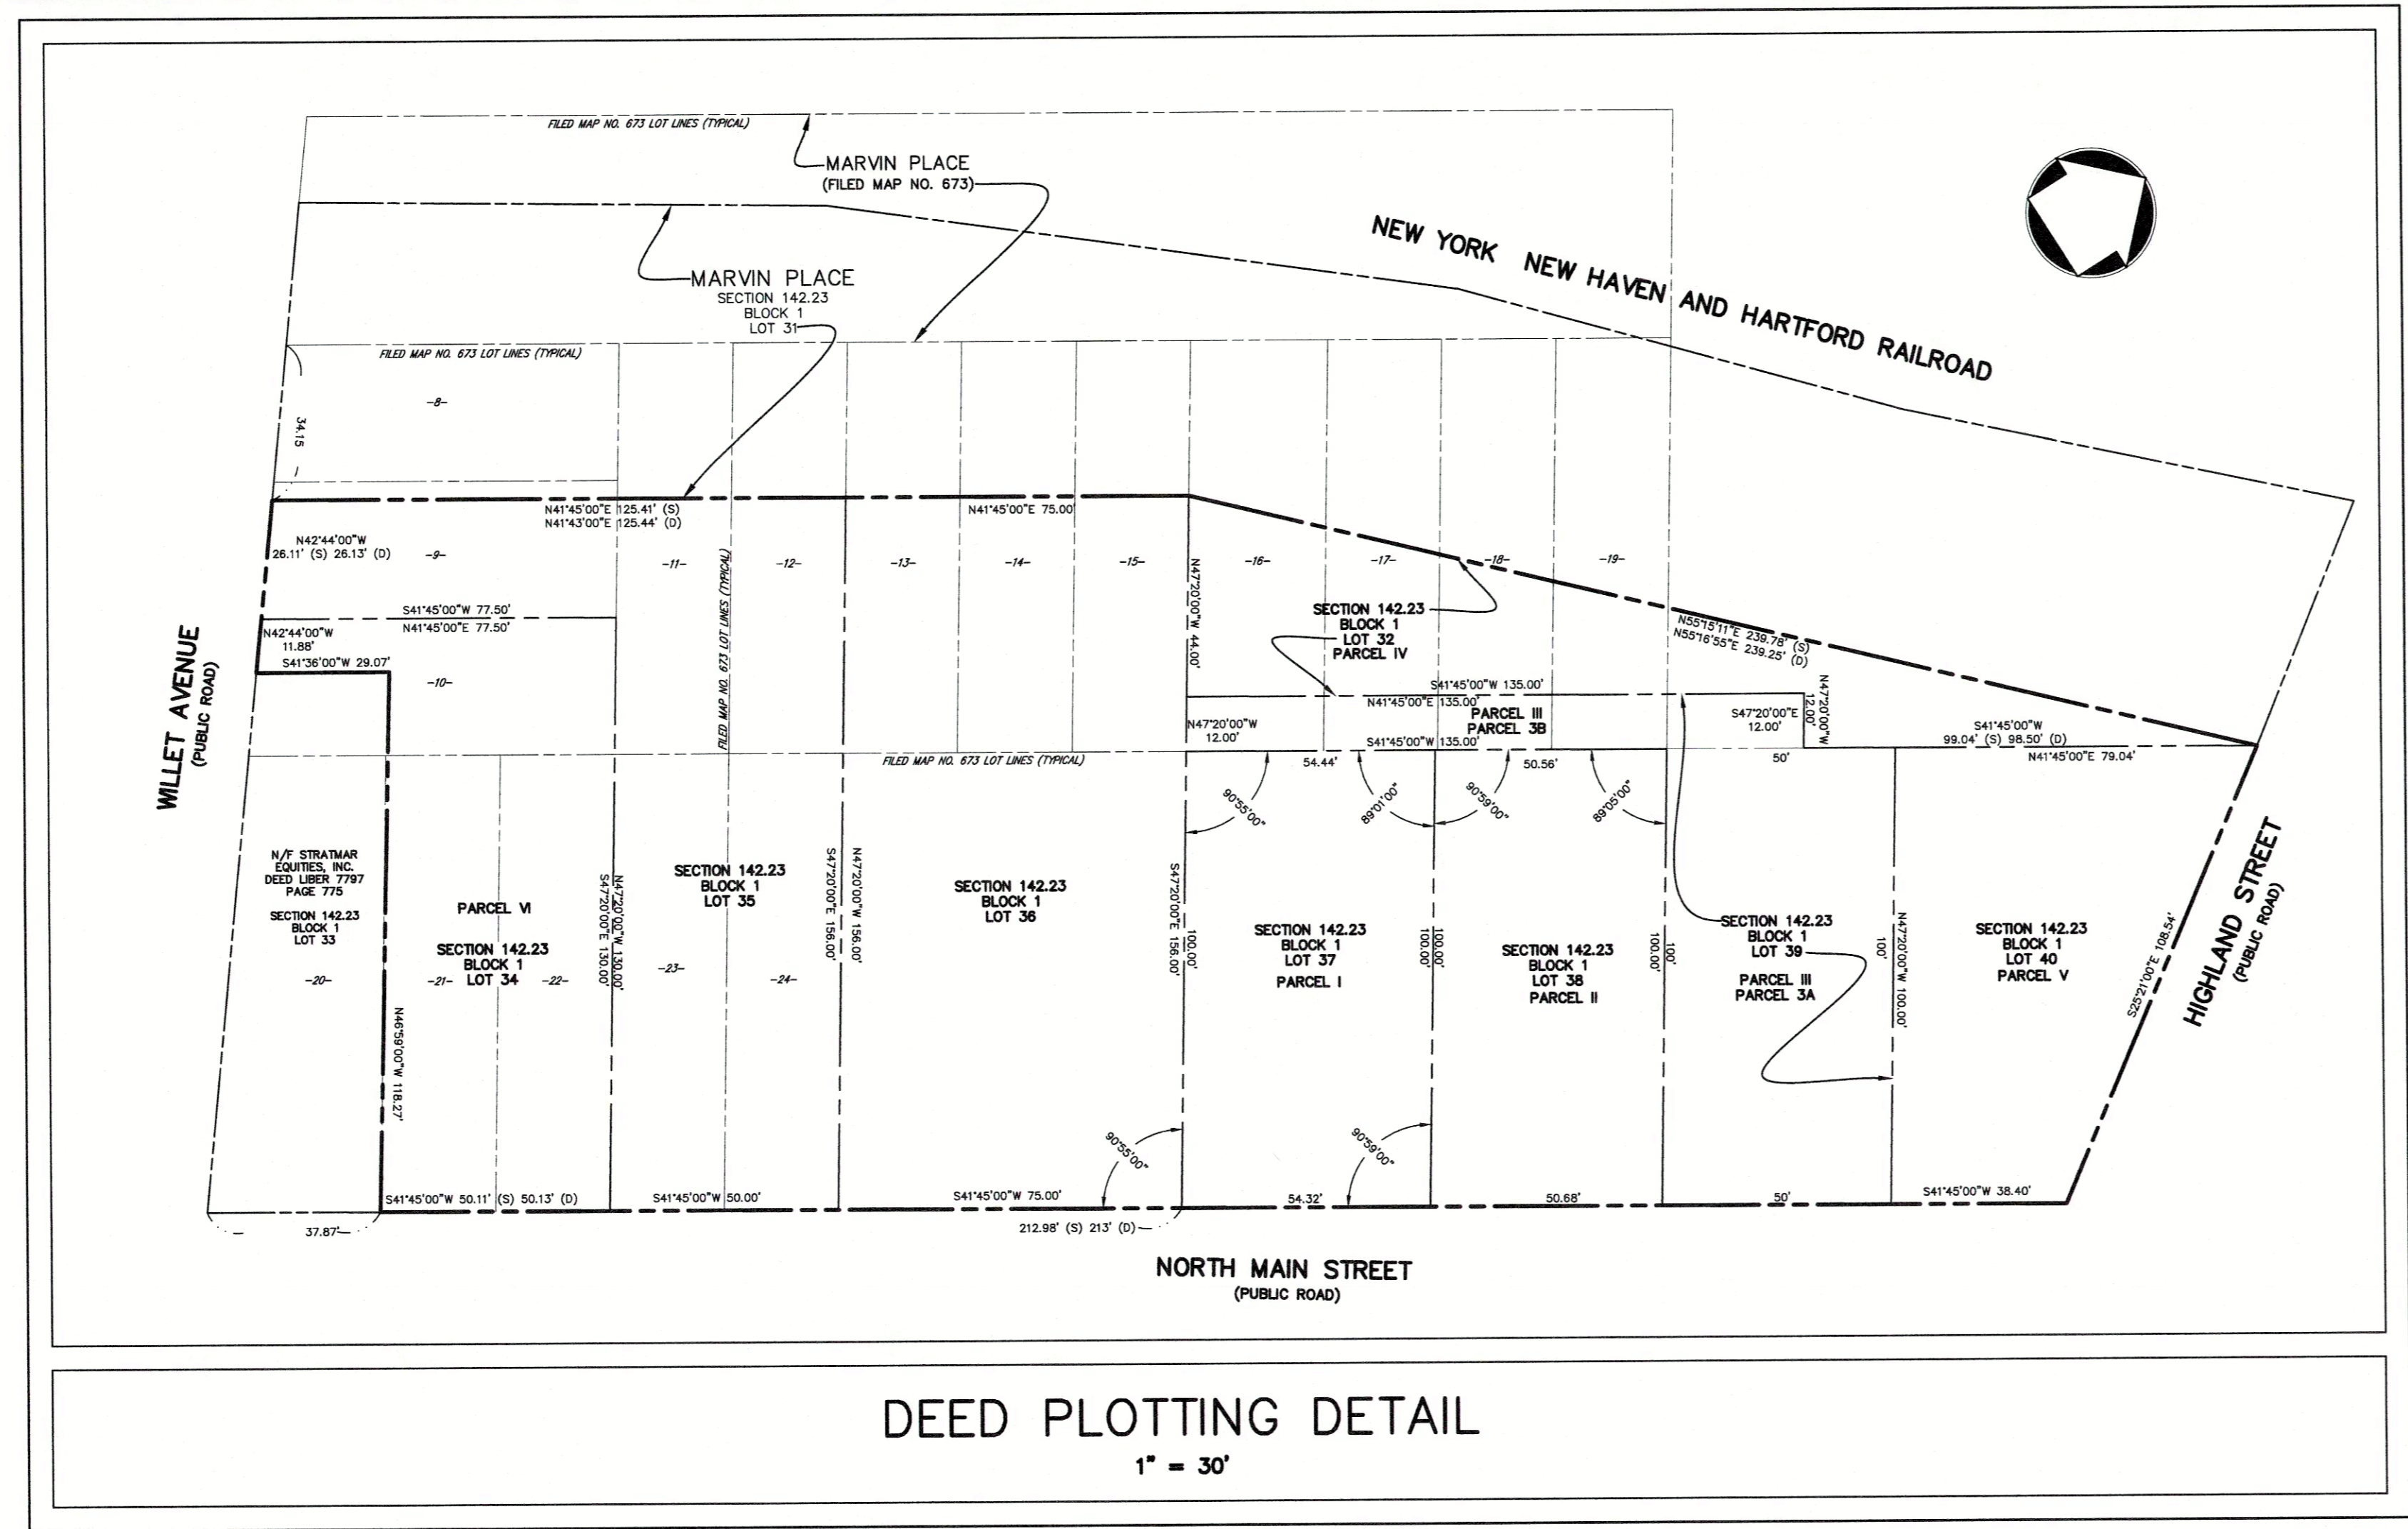 FILED MAP NO. 673 LOT LINES (TYPICAL)
MARVIN PLACE
(FILED MAP NO. 673)
NEW YORK NEW HAVEN AND HARTFORD RAILROAD
MARVIN PLACE
SECTION 142.23
BLOCK 1
LOT 31
FILED MAP NO. 673 LOT LINES (TYPICAL)
-8-
34.15
N41°45'00"E 125.41' (S)
N41°43'00"E 125.44' (D)
N41°45'00"E 75.00'
N42°44'00"W
26.11' (S) 26.13' (D)
-9-
-11-
-12-
-13-
-14-
-15-
-16-
-17-
-18-
-19-
FILED MAP NO. 673 LOT LINES (TYPICAL)
N47°20'00"W 44.00'
SECTION 142.23
BLOCK 1
LOT 32
PARCEL IV
N55°15'11"E 239.78' (S)
N55°16'55"E 239.25' (D)
S41°45'00"W 77.50'
N41°45'00"E 77.50'
N42°44'00"W
11.88'
S41°36'00"W 29.07'
-10-
WILLET AVENUE
(PUBLIC ROAD)
S41°45'00"W 135.00'
N41°45'00"E 135.00'
PARCEL III
PARCEL 3B
N47°20'00"W
12.00'
S41°45'00"W 135.00'
S47°20'00"E
12.00'
N47°20'00"W
12.00'
S41°45'00"W
99.04' (S) 98.50' (D)
N41°45'00"E 79.04'
FILED MAP NO. 673 LOT LINES (TYPICAL)
54.44'
50.56'
50'
90°55'00"
89°01'00"
90°59'00"
89°05'00"
N/F STRATMAR
EQUITIES, INC.
DEED LIBER 7797
PAGE 775
SECTION 142.23
BLOCK 1
LOT 33
-20-
PARCEL VI
SECTION 142.23
BLOCK 1
LOT 34
-21-
-22-
N46°59'00"W 118.27'
S47°20'00"E 130.00'
N47°20'00"W 130.00'
SECTION 142.23
BLOCK 1
LOT 35
-23-
-24-
S47°20'00"E 156.00'
N47°20'00"W 156.00'
SECTION 142.23
BLOCK 1
LOT 36
S47°20'00"E 156.00'
100.00'
SECTION 142.23
BLOCK 1
LOT 37
PARCEL I
100.00'
100.00'
SECTION 142.23
BLOCK 1
LOT 38
PARCEL II
100.00'
100'
SECTION 142.23
BLOCK 1
LOT 39
PARCEL III
PARCEL 3A
100'
N47°20'00"W 100.00'
SECTION 142.23
BLOCK 1
LOT 40
PARCEL V
S25°21'00"E 108.54'
HIGHLAND STREET
(PUBLIC ROAD)
90°55'00"
90°59'00"
S41°45'00"W 50.11' (S) 50.13' (D)
S41°45'00"W 50.00'
S41°45'00"W 75.00'
54.32'
50.68'
50'
S41°45'00"W 38.40'
37.87'
212.98' (S) 213' (D)
NORTH MAIN STREET
(PUBLIC ROAD)
DEED PLOTTING DETAIL
1" = 30'